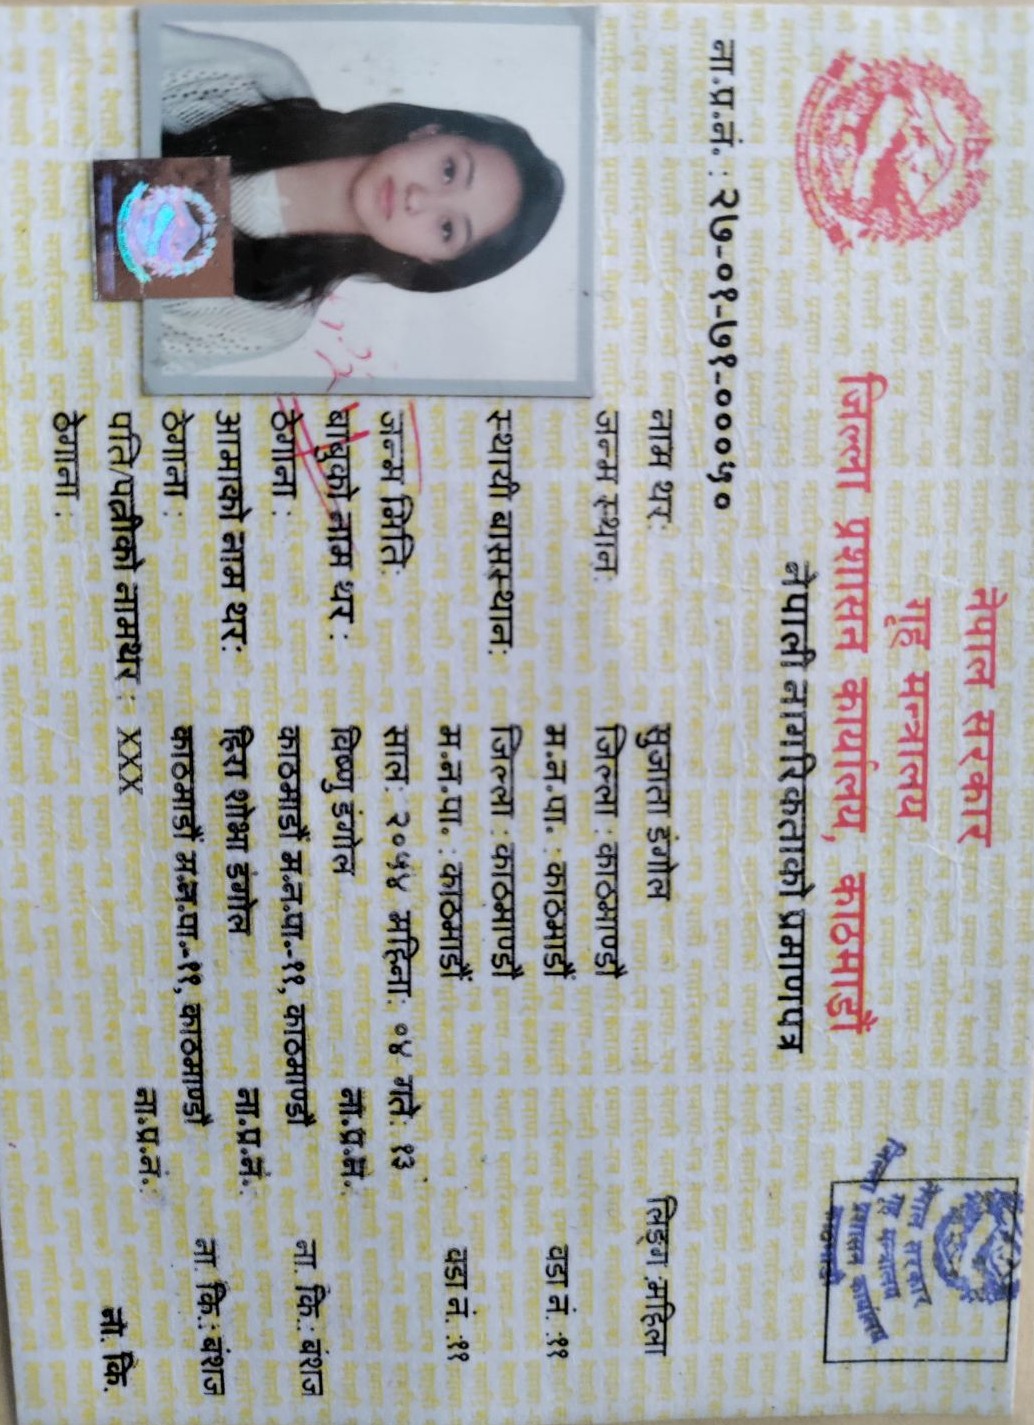 नेपाल सरकार
गृह मन्त्रालय
जिल्ला प्रशासन कार्यालय, काठमाडौं
नेपाली नागरिकताको प्रमाणपत्र
नेपाल सरकार
गृह मन्त्रालय
जिल्ला प्रशासन कार्यालय
काठमाडौं
ना.प्र.नं. : २७-०१-७१-०००५०
नाम थर: सुजाता डंगोल लिङ्ग :महिला
जन्म स्थान: जिल्ला : काठमाण्डौ
म.न.पा. : काठमाडौं वडा नं. :११
स्थायी बासस्थान: जिल्ला : काठमाण्डौ
म.न.पा. : काठमाडौं वडा नं. :११
जन्म मिति: साल: २०५४ महिना: ०४ गते: १३
बाबुको नाम थर : विष्णु डंगोल ना.प्र.नं.
ठेगाना : काठमाडौं म.न.पा.-११, काठमाण्डौ ना. कि.: बंशज
आमाको नाम थर: हिरा शोभा डंगोल ना.प्र.नं.
ठेगाना : काठमाडौं म.न.पा.-११, काठमाण्डौ ना. कि.: बंशज
पति/पत्नीको नामथर : XXX ना.प्र.नं.:
ना. कि.
ठेगाना :